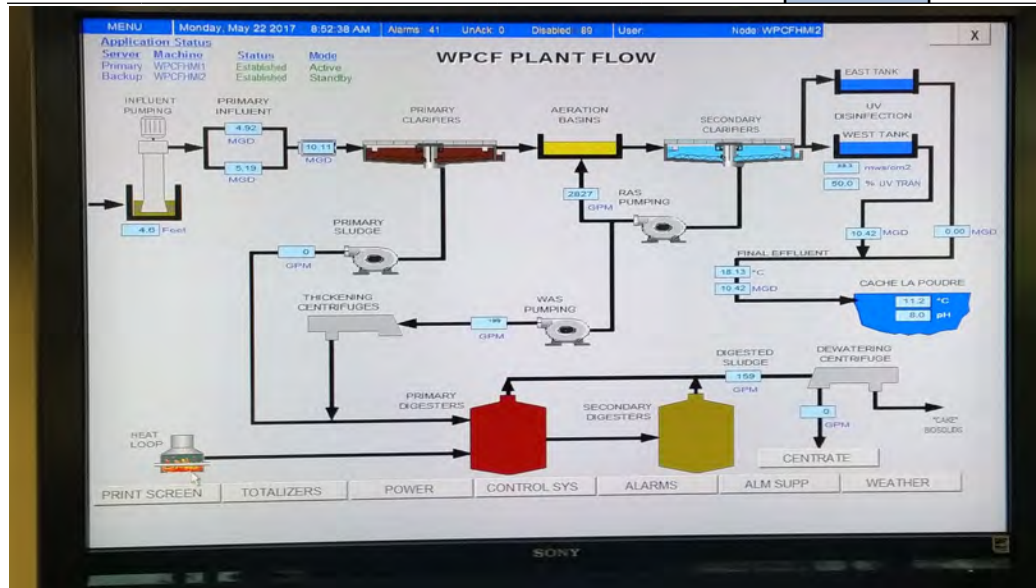 MENU Monday, May 22 2017 8:52:38 AM Alarms 41 UnAck 0 Disabled 89 User: Node: WPCFHMI2
X
Application Status
Server Machine Status Mode
Primary WPCFHMI1 Established Active
Backup WPCFHMI2 Established Standby
WPCF PLANT FLOW
INFLUENT
PUMPING
4.0 Feet
PRIMARY
INFLUENT
4.92
MGD
5.19
MGD
10.11
MGD
PRIMARY
CLARIFIERS
AERATION
BASINS
SECONDARY
CLARIFIERS
EAST TANK
UV
DISINFECTION
WEST TANK
50.0 % UV TRAN
2827
GPM
RAS
PUMPING
PRIMARY
SLUDGE
0
GPM
10.42 MGD
0.00 MGD
FINAL EFFLUENT
18.13 °C
10.42 MGD
CACHE LA POUDRE
11.2 °C
8.0 pH
THICKENING
CENTRIFUGES
WAS
PUMPING
GPM
DIGESTED
SLUDGE
159
GPM
DEWATERING
CENTRIFUGE
0
GPM
"CAKE"
BIOSOLIDS
CENTRATE
PRIMARY
DIGESTERS
SECONDARY
DIGESTERS
HEAT
LOOP
PRINT SCREEN TOTALIZERS POWER CONTROL SYS ALARMS ALM SUPP WEATHER
SONY